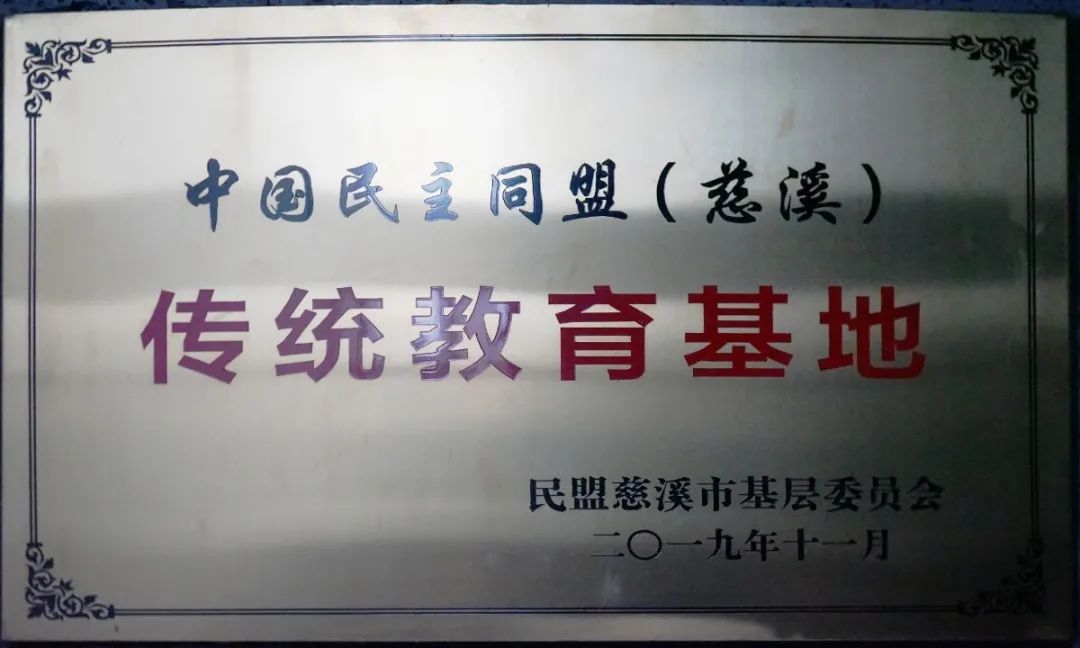 中国民主同盟（慈溪）
传统教育基地
民盟慈溪市基层委员会
二〇一九年十一月